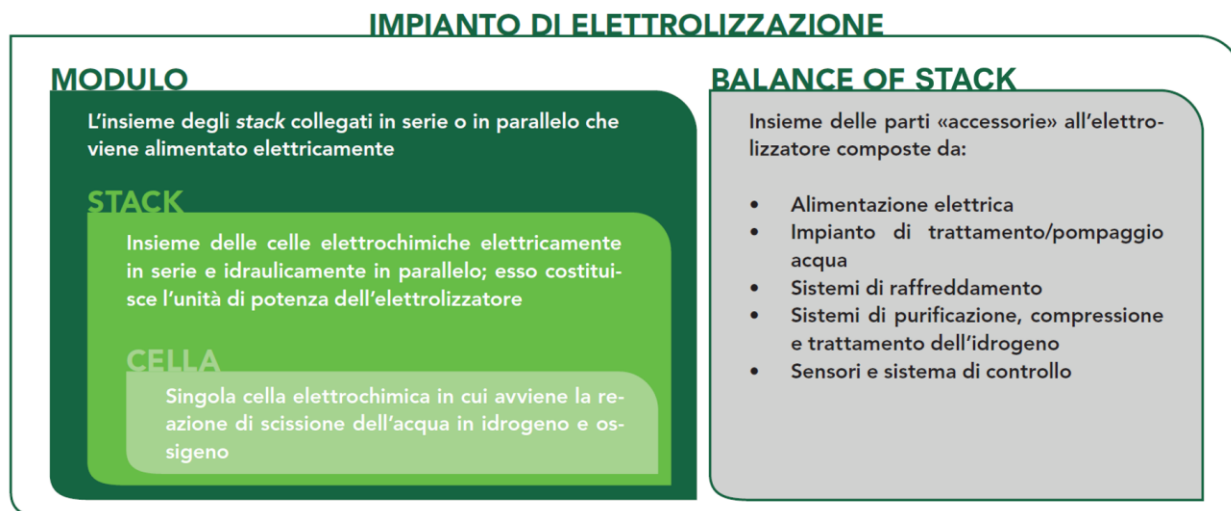 IMPIANTO DI ELETTROLIZZAZIONE
MODULO
L'insieme degli stack collegati in serie o in parallelo che
viene alimentato elettricamente
STACK
Insieme delle celle elettrochimiche elettricamente
in serie e idraulicamente in parallelo; esso costitui-
sce l'unità di potenza dell'elettrolizzatore
CELLA
Singola cella elettrochimica in cui avviene la re-
azione di scissione dell'acqua in idrogeno e os-
sigeno
BALANCE OF STACK
Insieme delle parti «accessorie» all'elettro-
lizzatore composte da:
• Alimentazione elettrica
• Impianto di trattamento/pompaggio
acqua
• Sistemi di raffreddamento
• Sistemi di purificazione, compressione
e trattamento dell'idrogeno
• Sensori e sistema di controllo